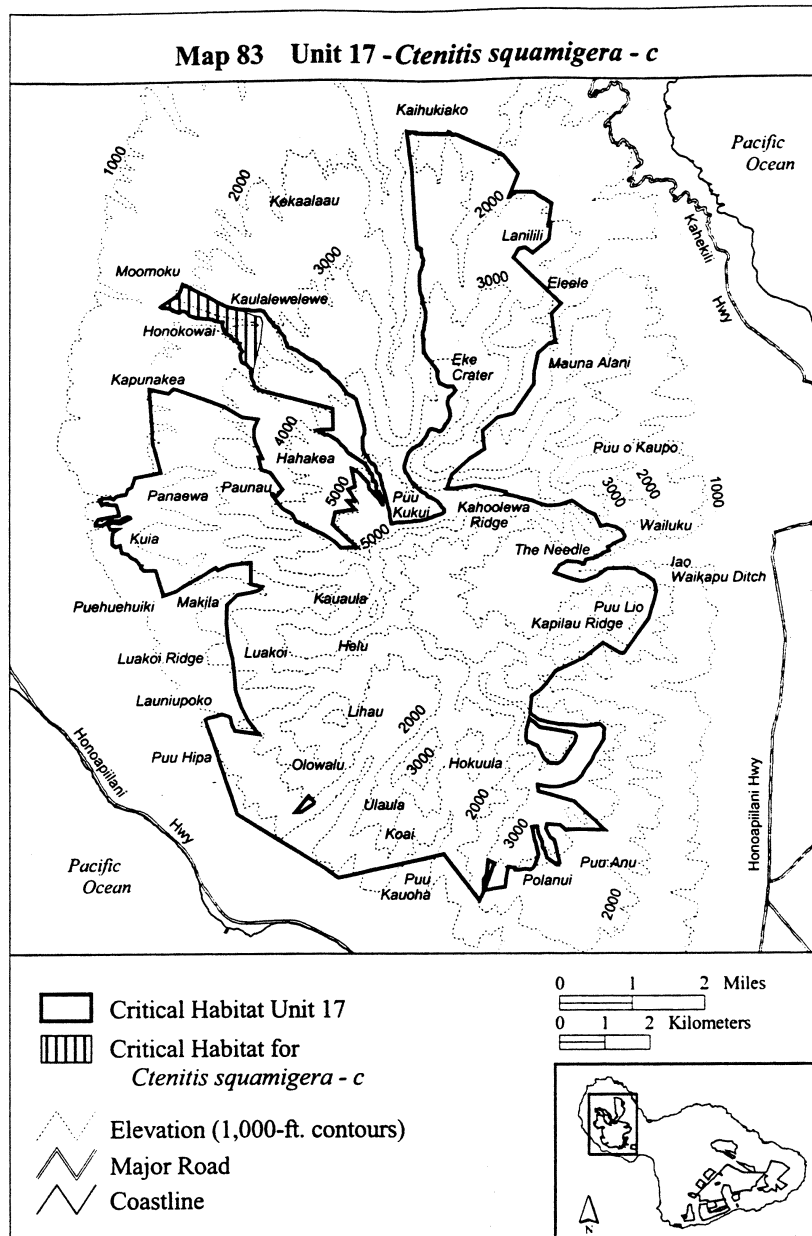 Map 83 Unit 17 - Ctenitis squamigera - c
Kaihukiako
Pacific
Ocean
1000
2000
Kekaalaau
2000
Lanilili
Kahekili
Hwy
3000
3000
Eleele
Moomoku
Kaulalewelewe
Honokowai
Eke
Crater
Mauna Alani
Kapunakea
4000
Hahakea
Puu o Kaupo
3000
2000
1000
Panaewa
Paunau
5000
Puu
Kukui
Kahoolewa
Ridge
Wailuku
5000
Kuia
The Needle
Iao
Waikapu Ditch
Puehuehuiki
Makila
Kauaula
Puu Lio
Kapilau Ridge
Luakoi Ridge
Luakoi
Helu
Launiupoko
Lihau
2000
Honoapiilani
Hwy
Puu Hipa
Olowalu
3000
Hokuula
Honoapiilani Hwy
Ulaula
2000
Koai
3000
Pacific
Ocean
Puu
Kauoha
Polanui
Puu Anu
2000
Critical Habitat Unit 17
Critical Habitat for
Ctenitis squamigera - c
Elevation (1,000-ft. contours)
Major Road
Coastline
0 1 2 Miles
0 1 2 Kilometers
N